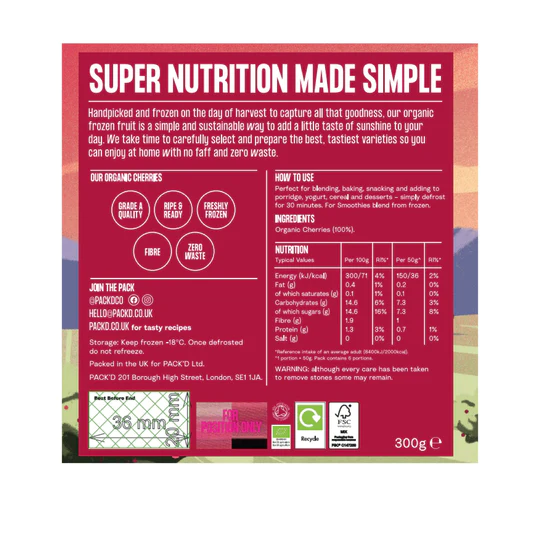 SUPER NUTRITION MADE SIMPLE
Handpicked and frozen on the day of harvest to capture all that goodness, our organic
frozen fruit is a simple and sustainable way to add a little taste of sunshine to your
day. We take time to carefully select and prepare the best, tastiest varieties so you
can enjoy at home with no faff and zero waste.
OUR ORGANIC CHERRIES
GRADE A
QUALITY
RIPE &
READY
FRESHLY
FROZEN
FIBRE
ZERO
WASTE
JOIN THE PACK
@PACKDCO
HELLO@PACKD.CO.UK
PACKD.CO.UK for tasty recipes
Storage: Keep frozen -18°C. Once defrosted
do not refreeze.
Packed in the UK for PACK'D Ltd.
PACK'D 201 Borough High Street, London, SE1 1JA.
HOW TO USE
Perfect for blending, baking, snacking and adding to
porridge, yogurt, cereal and desserts – simply defrost
for 30 minutes. For Smoothies blend from frozen.
INGREDIENTS
Organic Cherries (100%).
NUTRITION
Typical Values Per 100g RI%* Per 50g^ RI%*
Energy (kJ/kcal) 300/71 4% 150/36 2%
Fat (g) 0.4 1% 0.2 0%
of which saturates (g) 0.1 1% 0.1 0%
Carbohydrates (g) 14.6 6% 7.3 3%
of which sugars (g) 14.6 16% 7.3 8%
Fibre (g) 1.9 1
Protein (g) 1.3 3% 0.7 1%
Salt (g) 0 0% 0 0%
*Reference intake of an average adult (8400kJ/2000kcal).
^1 portion = 50g. Pack contains 6 portions.
WARNING: although every care has been taken
to remove stones some may remain.
Best Before End
36 mm
20 mm
FOR
POSITION ONLY
Recycle
FSC
MIX
300g e